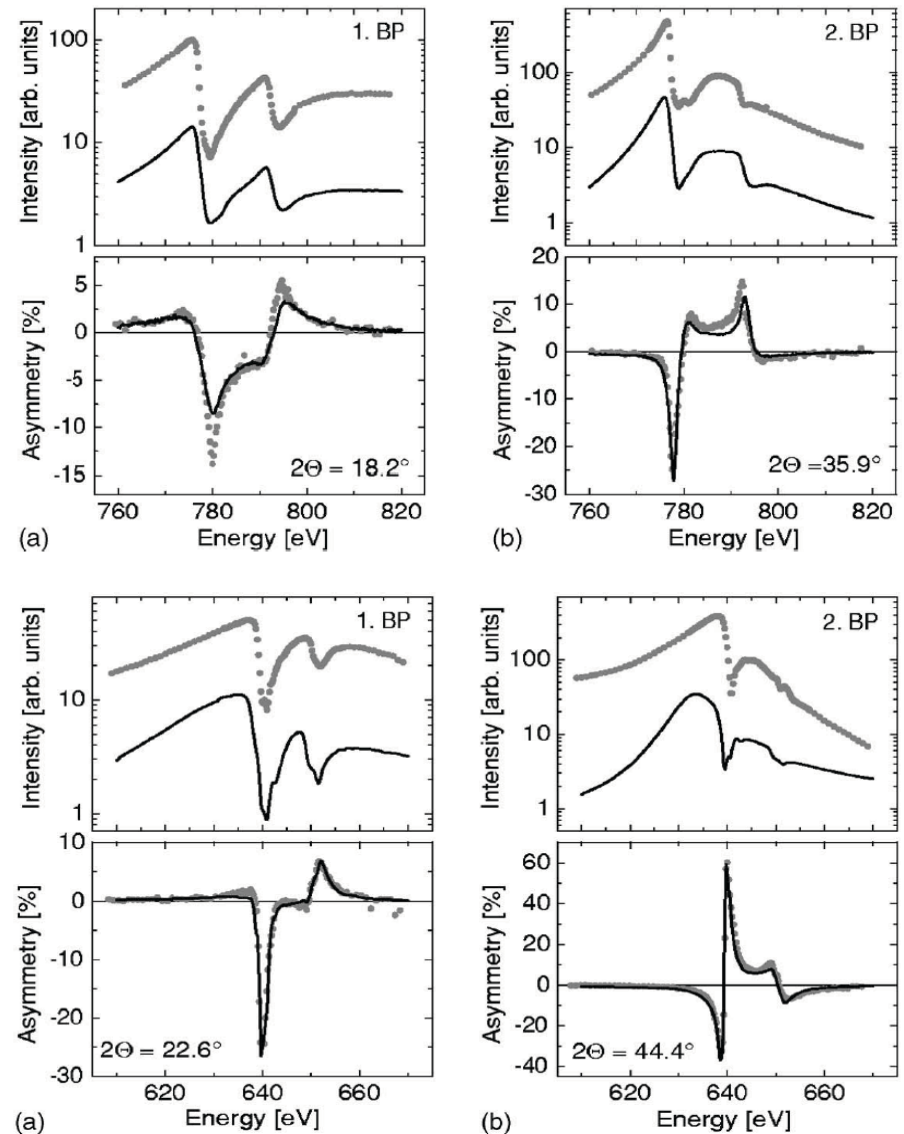 1. BP
Intensity [arb. units]
100
10
1
5
0
-5
-10
-15
Asymmetry [%]
2Θ = 18.2°
760 780 800 820
(a) Energy [eV]
2. BP
Intensity [arb. units]
100
10
1
20
10
0
-10
-20
-30
Asymmetry [%]
2Θ =35.9°
760 780 800 820
(b) Energy [eV]
1. BP
Intensity [arb. units]
10
1
10
0
-10
-20
-30
Asymmetry [%]
2Θ = 22.6°
620 640 660
(a) Energy [eV]
2. BP
Intensity [arb. units]
100
10
1
60
40
20
0
-20
-40
Asymmetry [%]
2Θ = 44.4°
620 640 660
(b) Energy [eV]